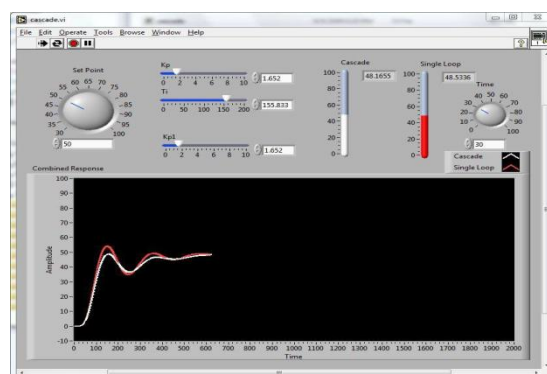 cascade.vi
File Edit Operate Tools Browse Window Help
Set Point
30 35 40 45 50 55 60 65 70 75 80 85 90 95 100
50
Kp
0 2 4 6 8 10
1.652
Ti
0 50 100 150 200
155.833
Kp1
0 2 4 6 8 10
1.652
Cascade
100 80 60 40 20 0
48.1655
Single Loop
100 80 60 40 20 0
48.5336
Time
0 10 20 30 40 50 60 70 80 90 100
30
Cascade
Single Loop
Combined Response
Amplitude
100 90 80 70 60 50 40 30 20 10 0 -10
0 100 200 300 400 500 600 700 800 900 1000 1100 1200 1300 1400 1500 1600 1700 1800 1900 2000
Time